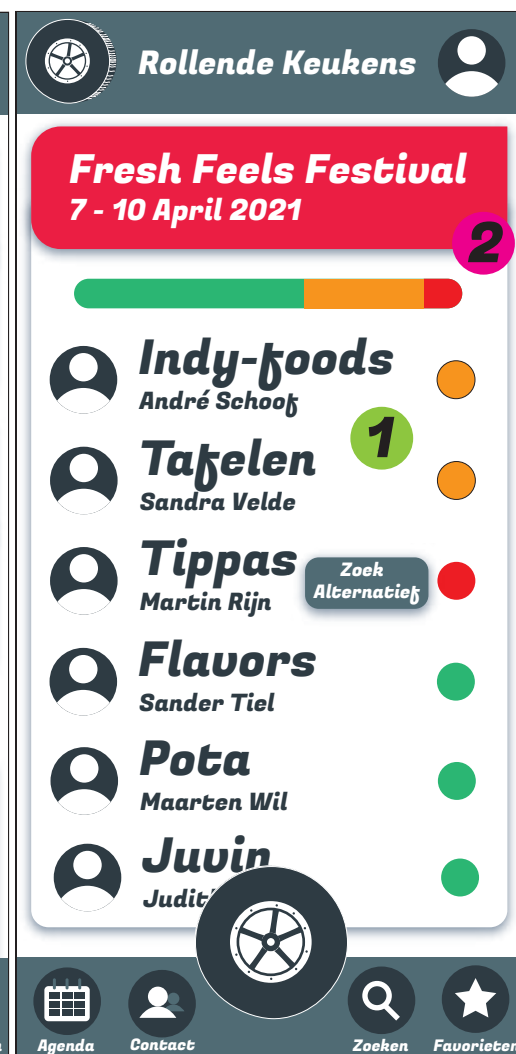 Rollende Keukens
Fresh Feels Festival
7 - 10 April 2021
2
Indy-foods
André Schoof
1
Tafelen
Sandra Velde
Tippas
Martin Rijn
Zoek
Alternatief
Flavors
Sander Tiel
Pota
Maarten Wil
Juvin
Agenda
Contact
Zoeken
Favorieten